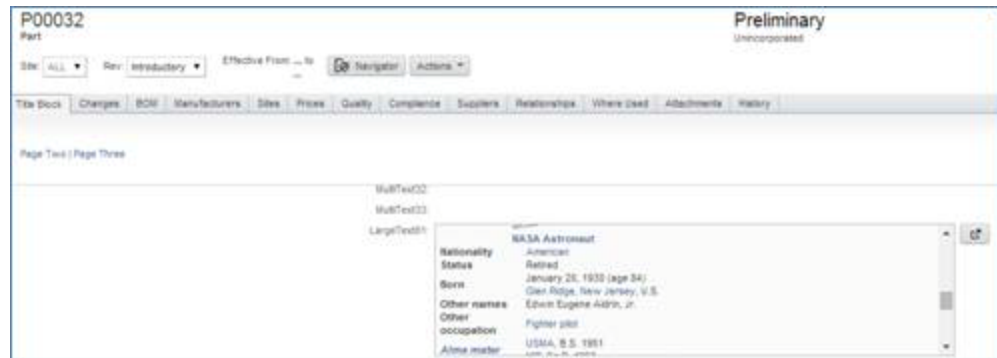 P00032
Preliminary
Part
Unincorporated
Site: ALL Rev: Introductory Effective From: ... to ... Navigator Actions
Title Block Changes BOM Manufacturers Sites Prices Quality Compliance Suppliers Relationships Where Used Attachments History
Page Two | Page Three
MultiText32:
MultiText33:
LargeText01:
NASA Astronaut
Nationality American
Status Retired
Born January 20, 1930 (age 84)
Glen Ridge, New Jersey, U.S.
Other names Edwin Eugene Aldrin, Jr.
Other occupation Fighter pilot
Alma mater USMA, B.S. 1951